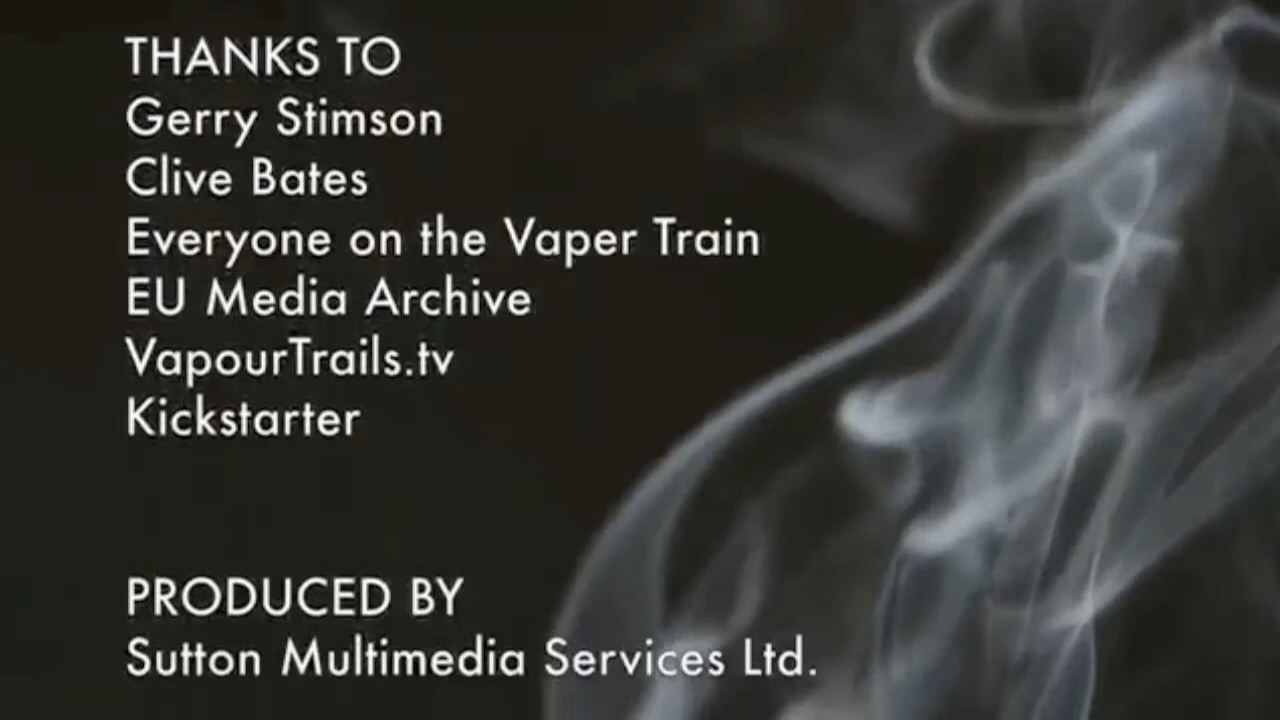 THANKS TO
Gerry Stimson
Clive Bates
Everyone on the Vaper Train
EU Media Archive
VapourTrails.tv
Kickstarter
PRODUCED BY
Sutton Multimedia Services Ltd.